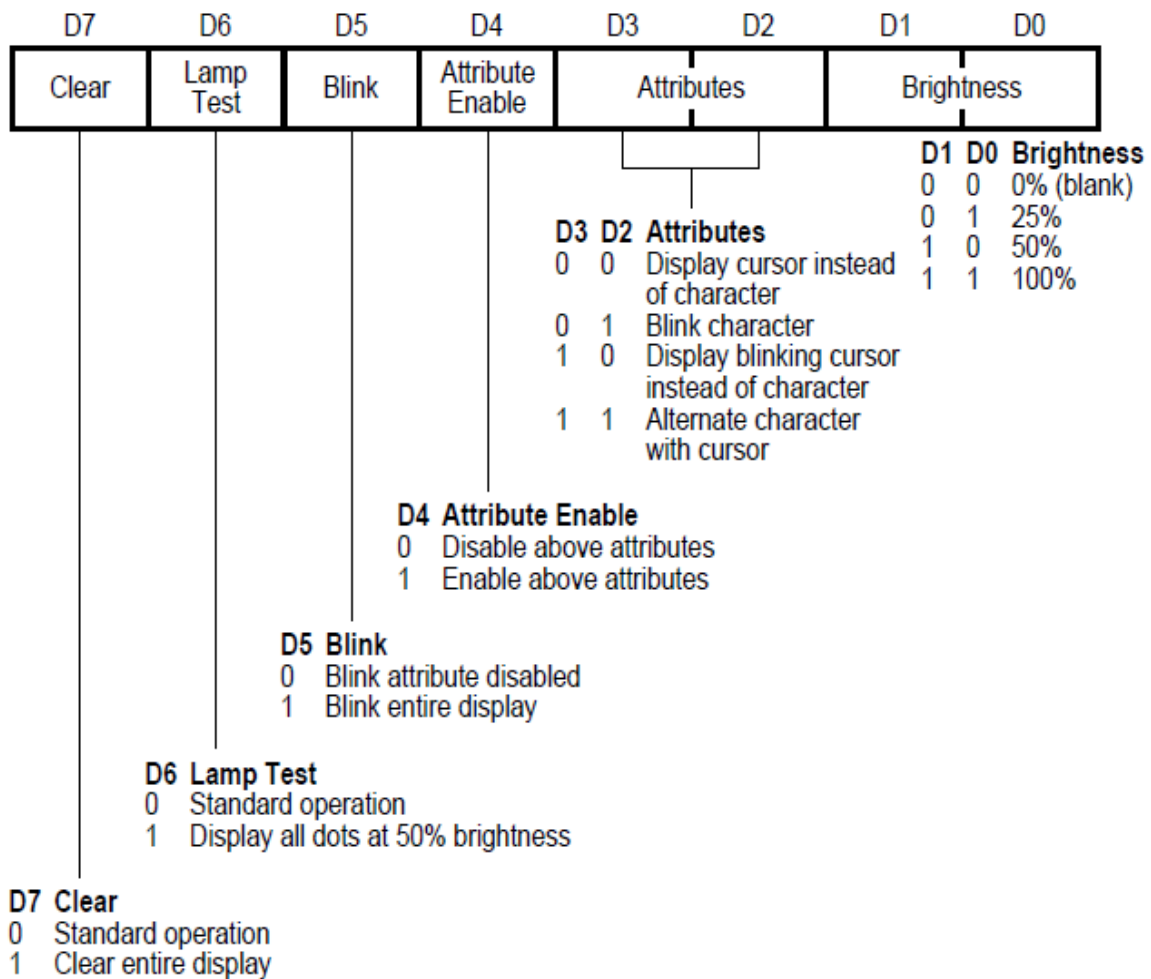 D7 D6 D5 D4 D3 D2 D1 D0
Clear Lamp Test Blink Attribute Enable Attributes Brightness
D1 D0 Brightness
0 0 0% (blank)
0 1 25%
1 0 50%
1 1 100%
D3 D2 Attributes
0 0 Display cursor instead
of character
0 1 Blink character
1 0 Display blinking cursor
instead of character
1 1 Alternate character
with cursor
D4 Attribute Enable
0 Disable above attributes
1 Enable above attributes
D5 Blink
0 Blink attribute disabled
1 Blink entire display
D6 Lamp Test
0 Standard operation
1 Display all dots at 50% brightness
D7 Clear
0 Standard operation
1 Clear entire display